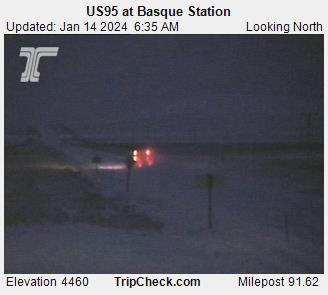 US95 at Basque Station
Updated: Jan 14 2024 6:35 AM Looking North
Elevation 4460 TripCheck.com Milepost 91.62